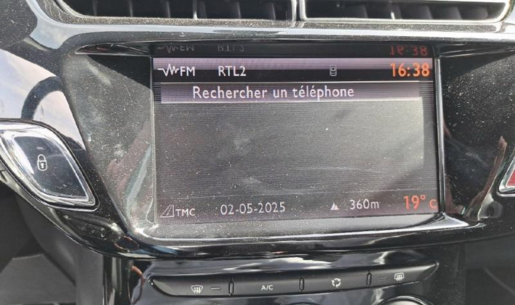 FM RTL2 16:38
Rechercher un téléphone
TMC 02-05-2025 360m 19°C
A/C